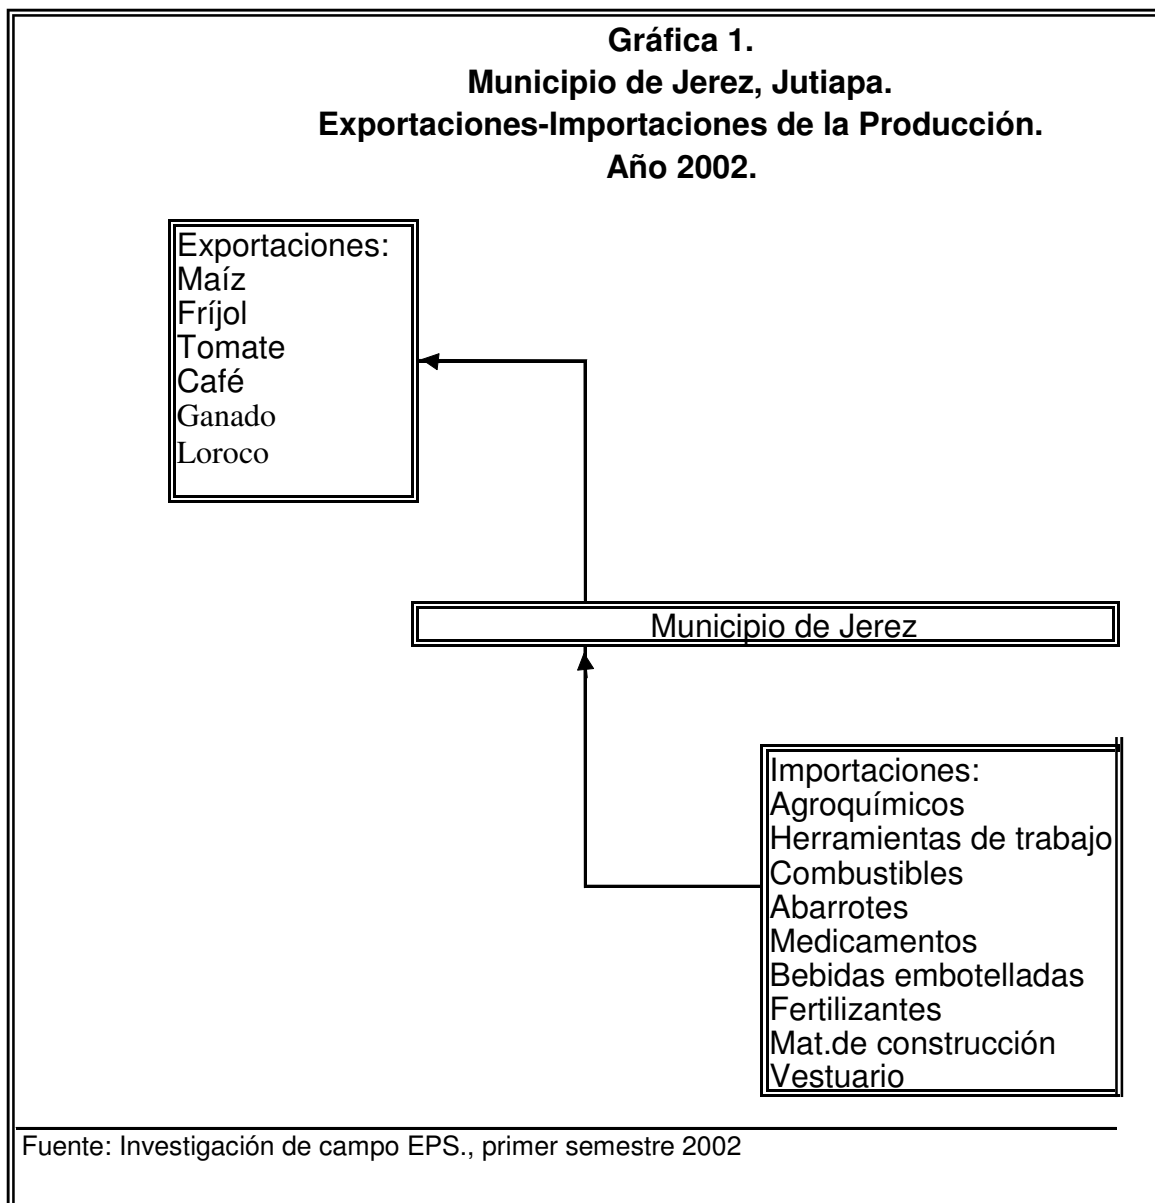 Gráfica 1.
Municipio de Jerez, Jutiapa.
Exportaciones-Importaciones de la Producción.
Año 2002.
Exportaciones:
Maíz
Fríjol
Tomate
Café
Ganado
Loroco
Municipio de Jerez
Importaciones:
Agroquímicos
Herramientas de trabajo
Combustibles
Abarrotes
Medicamentos
Bebidas embotelladas
Fertilizantes
Mat.de construcción
Vestuario
Fuente: Investigación de campo EPS., primer semestre 2002